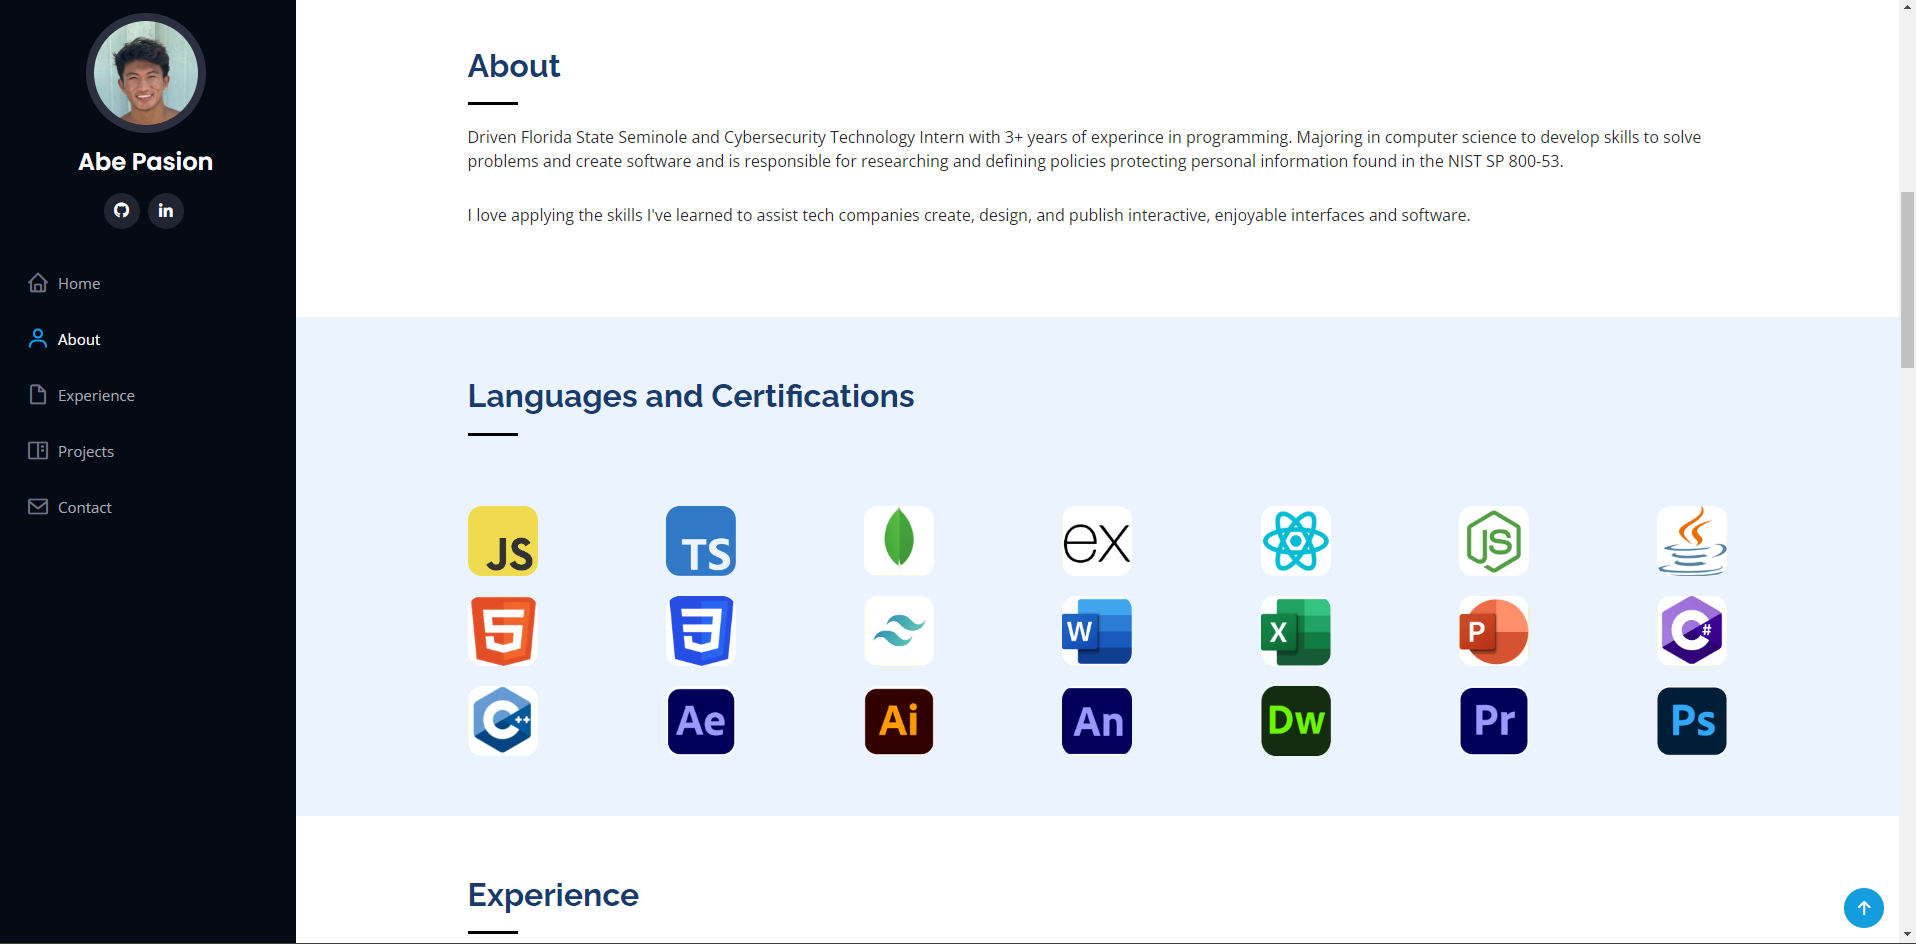 Abe Pasion
in
Home
About
Experience
Projects
Contact
About
Driven Florida State Seminole and Cybersecurity Technology Intern with 3+ years of experince in programming. Majoring in computer science to develop skills to solve
problems and create software and is responsible for researching and defining policies protecting personal information found in the NIST SP 800-53.
I love applying the skills I've learned to assist tech companies create, design, and publish interactive, enjoyable interfaces and software.
Languages and Certifications
JS TS ex JS
5 3 W X P C#
C++ Ae Ai An Dw Pr Ps
Experience